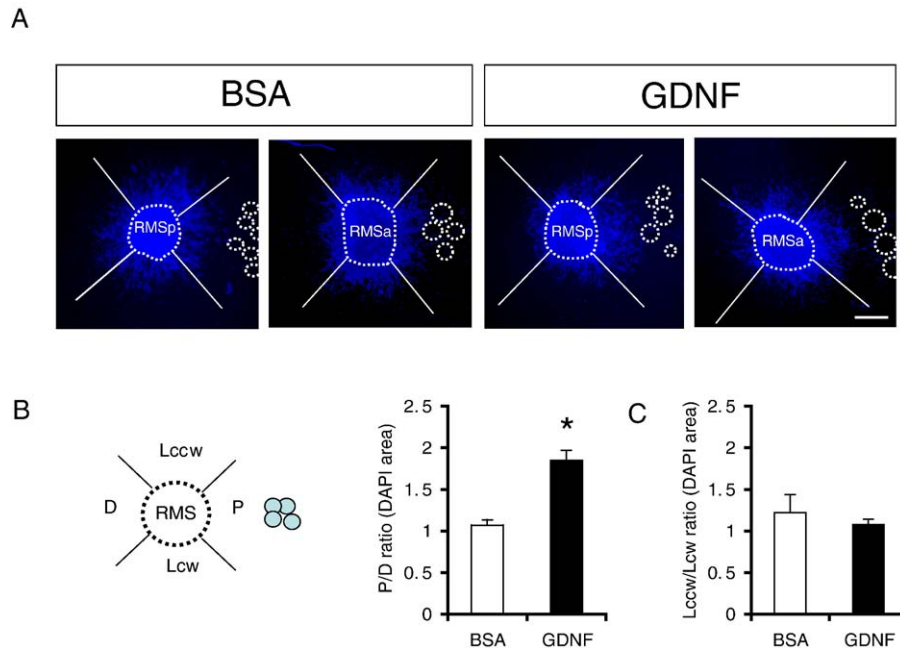 A
BSA
GDNF
RMSp
RMSa
RMSp
RMSa
B
Lccw
D
RMS
P
Lcw
P/D ratio (DAPI area)
2.5
2
1.5
1
0.5
0
*
BSA
GDNF
C
Lccw/Lcw ratio (DAPI area)
2.5
2
1.5
1
0.5
0
BSA
GDNF